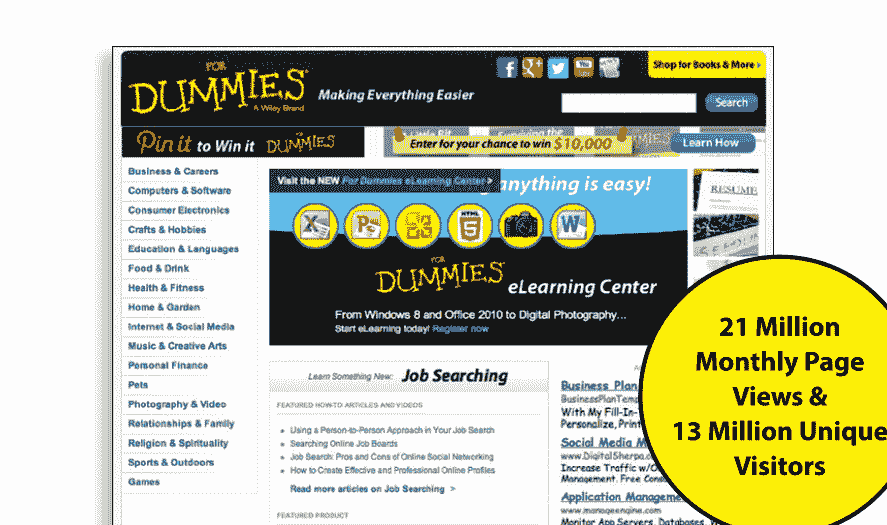 FOR
DUMMIES
A Wiley Brand
Making Everything Easier
Shop for Books & More ›
Search
Pin it to Win it DUMMIES
Enter for your chance to win $10,000
Learn How
Business & Careers
Computers & Software
Consumer Electronics
Crafts & Hobbies
Education & Languages
Food & Drink
Health & Fitness
Home & Garden
Internet & Social Media
Music & Creative Arts
Personal Finance
Pets
Photography & Video
Relationships & Family
Religion & Spirituality
Sports & Outdoors
Games
Visit the NEW For Dummies eLearning Center >
anything is easy!
RESUME
HTML
FOR
DUMMIES
eLearning Center
From Windows 8 and Office 2010 to Digital Photography...
Start eLearning today! Register now
Learn Something New: Job Searching
FEATURED HOW-TO ARTICLES AND VIDEOS
Using a Person-to-Person Approach in Your Job Search
Searching Online Job Boards
Job Search: Pros and Cons of Online Social Networking
How to Create Effective and Professional Online Profiles
Read more articles on Job Searching >
FEATURED PRODUCT
Business Plan
BusinessPlanTemp
With My Fill-In-
Personalize, Print
Social Media M
www.DigitalSherpa.
Increase Traffic w/O
Management. Free Cons
Application Manageme
www.manageengine.com
Monitor App Servers, Databases, W
21 Million
Monthly Page
Views &
13 Million Unique
Visitors